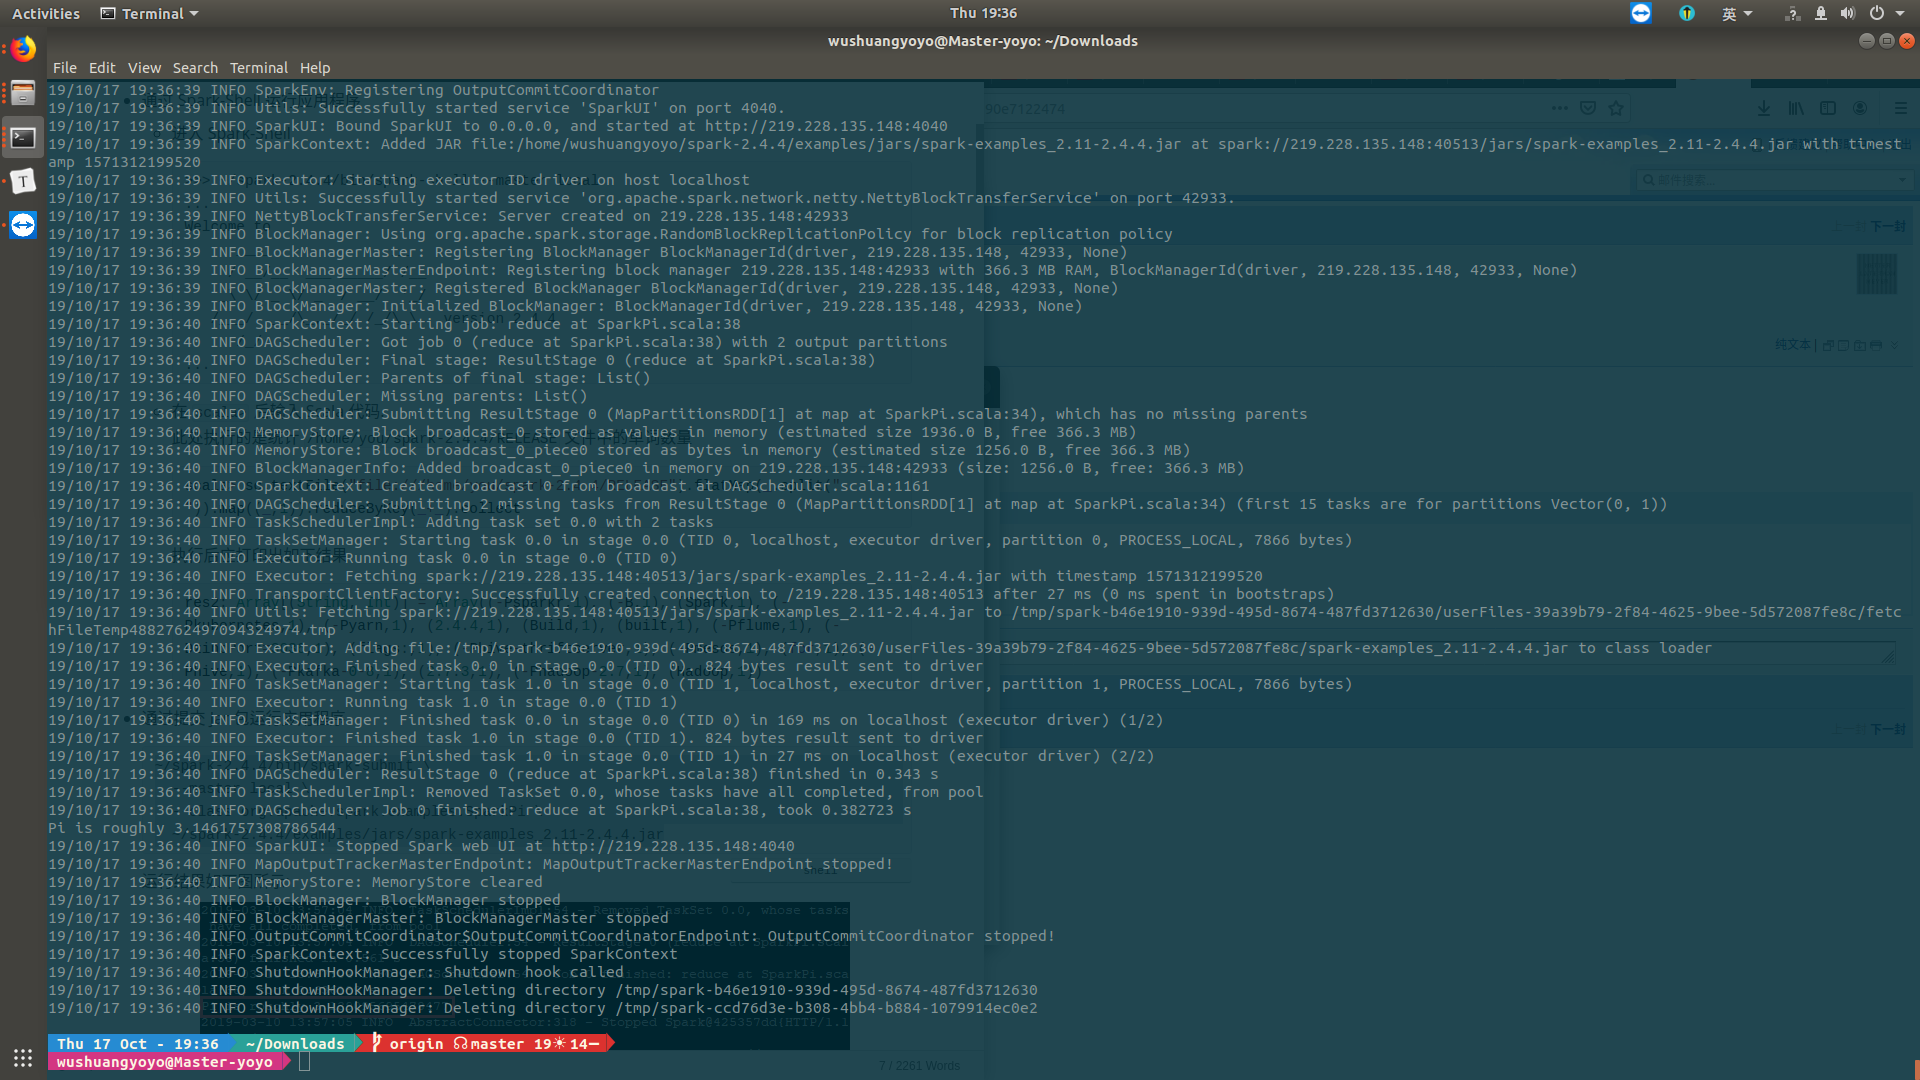 Activities Terminal Thu 19:36 英
wushuangyoyo@Master-yoyo: ~/Downloads
File Edit View Search Terminal Help
19/10/17 19:36:39 INFO SparkEnv: Registering OutputCommitCoordinator
19/10/17 19:36:39 INFO Utils: Successfully started service 'SparkUI' on port 4040.
19/10/17 19:36:39 INFO SparkUI: Bound SparkUI to 0.0.0.0, and started at http://219.228.135.148:4040
19/10/17 19:36:39 INFO SparkContext: Added JAR file:/home/wushuangyoyo/spark-2.4.4/examples/jars/spark-examples_2.11-2.4.4.jar at spark://219.228.135.148:40513/jars/spark-examples_2.11-2.4.4.jar with timest
amp 1571312199520
19/10/17 19:36:39 INFO Executor: Starting executor ID driver on host localhost
19/10/17 19:36:39 INFO Utils: Successfully started service 'org.apache.spark.network.netty.NettyBlockTransferService' on port 42933.
19/10/17 19:36:39 INFO NettyBlockTransferService: Server created on 219.228.135.148:42933
19/10/17 19:36:39 INFO BlockManager: Using org.apache.spark.storage.RandomBlockReplicationPolicy for block replication policy
19/10/17 19:36:39 INFO BlockManagerMaster: Registering BlockManager BlockManagerId(driver, 219.228.135.148, 42933, None)
19/10/17 19:36:39 INFO BlockManagerMasterEndpoint: Registering block manager 219.228.135.148:42933 with 366.3 MB RAM, BlockManagerId(driver, 219.228.135.148, 42933, None)
19/10/17 19:36:39 INFO BlockManagerMaster: Registered BlockManager BlockManagerId(driver, 219.228.135.148, 42933, None)
19/10/17 19:36:39 INFO BlockManager: Initialized BlockManager: BlockManagerId(driver, 219.228.135.148, 42933, None)
19/10/17 19:36:40 INFO SparkContext: Starting job: reduce at SparkPi.scala:38
19/10/17 19:36:40 INFO DAGScheduler: Got job 0 (reduce at SparkPi.scala:38) with 2 output partitions
19/10/17 19:36:40 INFO DAGScheduler: Final stage: ResultStage 0 (reduce at SparkPi.scala:38)
19/10/17 19:36:40 INFO DAGScheduler: Parents of final stage: List()
19/10/17 19:36:40 INFO DAGScheduler: Missing parents: List()
19/10/17 19:36:40 INFO DAGScheduler: Submitting ResultStage 0 (MapPartitionsRDD[1] at map at SparkPi.scala:34), which has no missing parents
19/10/17 19:36:40 INFO MemoryStore: Block broadcast_0 stored as values in memory (estimated size 1936.0 B, free 366.3 MB)
19/10/17 19:36:40 INFO MemoryStore: Block broadcast_0_piece0 stored as bytes in memory (estimated size 1256.0 B, free 366.3 MB)
19/10/17 19:36:40 INFO BlockManagerInfo: Added broadcast_0_piece0 in memory on 219.228.135.148:42933 (size: 1256.0 B, free: 366.3 MB)
19/10/17 19:36:40 INFO SparkContext: Created broadcast 0 from broadcast at DAGScheduler.scala:1161
19/10/17 19:36:40 INFO DAGScheduler: Submitting 2 missing tasks from ResultStage 0 (MapPartitionsRDD[1] at map at SparkPi.scala:34) (first 15 tasks are for partitions Vector(0, 1))
19/10/17 19:36:40 INFO TaskSchedulerImpl: Adding task set 0.0 with 2 tasks
19/10/17 19:36:40 INFO TaskSetManager: Starting task 0.0 in stage 0.0 (TID 0, localhost, executor driver, partition 0, PROCESS_LOCAL, 7866 bytes)
19/10/17 19:36:40 INFO Executor: Running task 0.0 in stage 0.0 (TID 0)
19/10/17 19:36:40 INFO Executor: Fetching spark://219.228.135.148:40513/jars/spark-examples_2.11-2.4.4.jar with timestamp 1571312199520
19/10/17 19:36:40 INFO TransportClientFactory: Successfully created connection to /219.228.135.148:40513 after 27 ms (0 ms spent in bootstraps)
19/10/17 19:36:40 INFO Utils: Fetching spark://219.228.135.148:40513/jars/spark-examples_2.11-2.4.4.jar to /tmp/spark-b46e1910-939d-495d-8674-487fd3712630/userFiles-39a39b79-2f84-4625-9bee-5d572087fe8c/fetc
hFileTemp4882762497094324974.tmp
19/10/17 19:36:40 INFO Executor: Adding file:/tmp/spark-b46e1910-939d-495d-8674-487fd3712630/userFiles-39a39b79-2f84-4625-9bee-5d572087fe8c/spark-examples_2.11-2.4.4.jar to class loader
19/10/17 19:36:40 INFO Executor: Finished task 0.0 in stage 0.0 (TID 0). 824 bytes result sent to driver
19/10/17 19:36:40 INFO TaskSetManager: Starting task 1.0 in stage 0.0 (TID 1, localhost, executor driver, partition 1, PROCESS_LOCAL, 7866 bytes)
19/10/17 19:36:40 INFO Executor: Running task 1.0 in stage 0.0 (TID 1)
19/10/17 19:36:40 INFO TaskSetManager: Finished task 0.0 in stage 0.0 (TID 0) in 169 ms on localhost (executor driver) (1/2)
19/10/17 19:36:40 INFO Executor: Finished task 1.0 in stage 0.0 (TID 1). 824 bytes result sent to driver
19/10/17 19:36:40 INFO TaskSetManager: Finished task 1.0 in stage 0.0 (TID 1) in 27 ms on localhost (executor driver) (2/2)
19/10/17 19:36:40 INFO DAGScheduler: ResultStage 0 (reduce at SparkPi.scala:38) finished in 0.343 s
19/10/17 19:36:40 INFO TaskSchedulerImpl: Removed TaskSet 0.0, whose tasks have all completed, from pool
19/10/17 19:36:40 INFO DAGScheduler: Job 0 finished: reduce at SparkPi.scala:38, took 0.382723 s
Pi is roughly 3.1461757308786544
19/10/17 19:36:40 INFO SparkUI: Stopped Spark web UI at http://219.228.135.148:4040
19/10/17 19:36:40 INFO MapOutputTrackerMasterEndpoint: MapOutputTrackerMasterEndpoint stopped!
19/10/17 19:36:40 INFO MemoryStore: MemoryStore cleared
19/10/17 19:36:40 INFO BlockManager: BlockManager stopped
19/10/17 19:36:40 INFO BlockManagerMaster: BlockManagerMaster stopped
19/10/17 19:36:40 INFO OutputCommitCoordinator$OutputCommitCoordinatorEndpoint: OutputCommitCoordinator stopped!
19/10/17 19:36:40 INFO SparkContext: Successfully stopped SparkContext
19/10/17 19:36:40 INFO ShutdownHookManager: Shutdown hook called
19/10/17 19:36:40 INFO ShutdownHookManager: Deleting directory /tmp/spark-b46e1910-939d-495d-8674-487fd3712630
19/10/17 19:36:40 INFO ShutdownHookManager: Deleting directory /tmp/spark-ccd76d3e-b308-4bb4-b884-1079914ec0e2
Thu 17 Oct - 19:36 ~/Downloads origin ☊master 19☀14—
wushuangyoyo@Master-yoyo
7 / 2261 Words